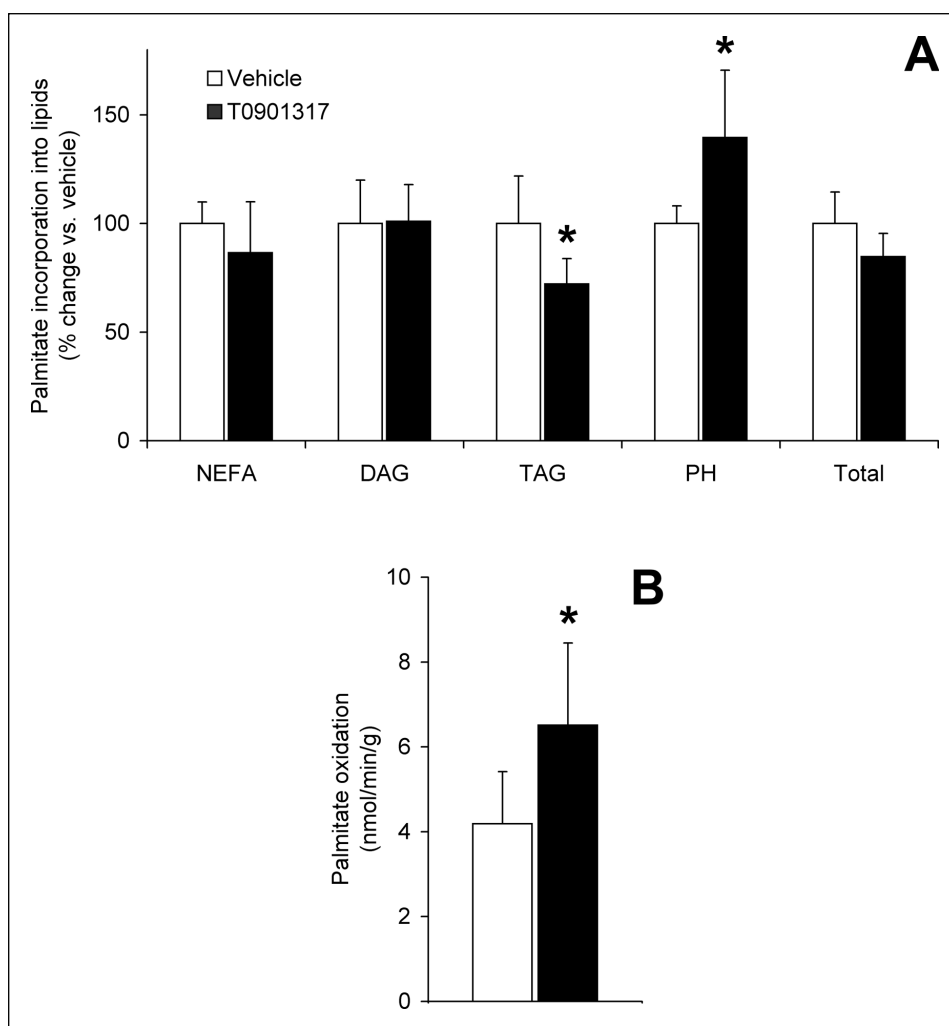 A
Vehicle
T0901317
Palmitate incorporation into lipids
(% change vs. vehicle)
150
100
50
0
*
*
NEFA DAG TAG PH Total
B
Palmitate oxidation
(nmol/min/g)
10
8
6
4
2
0
*